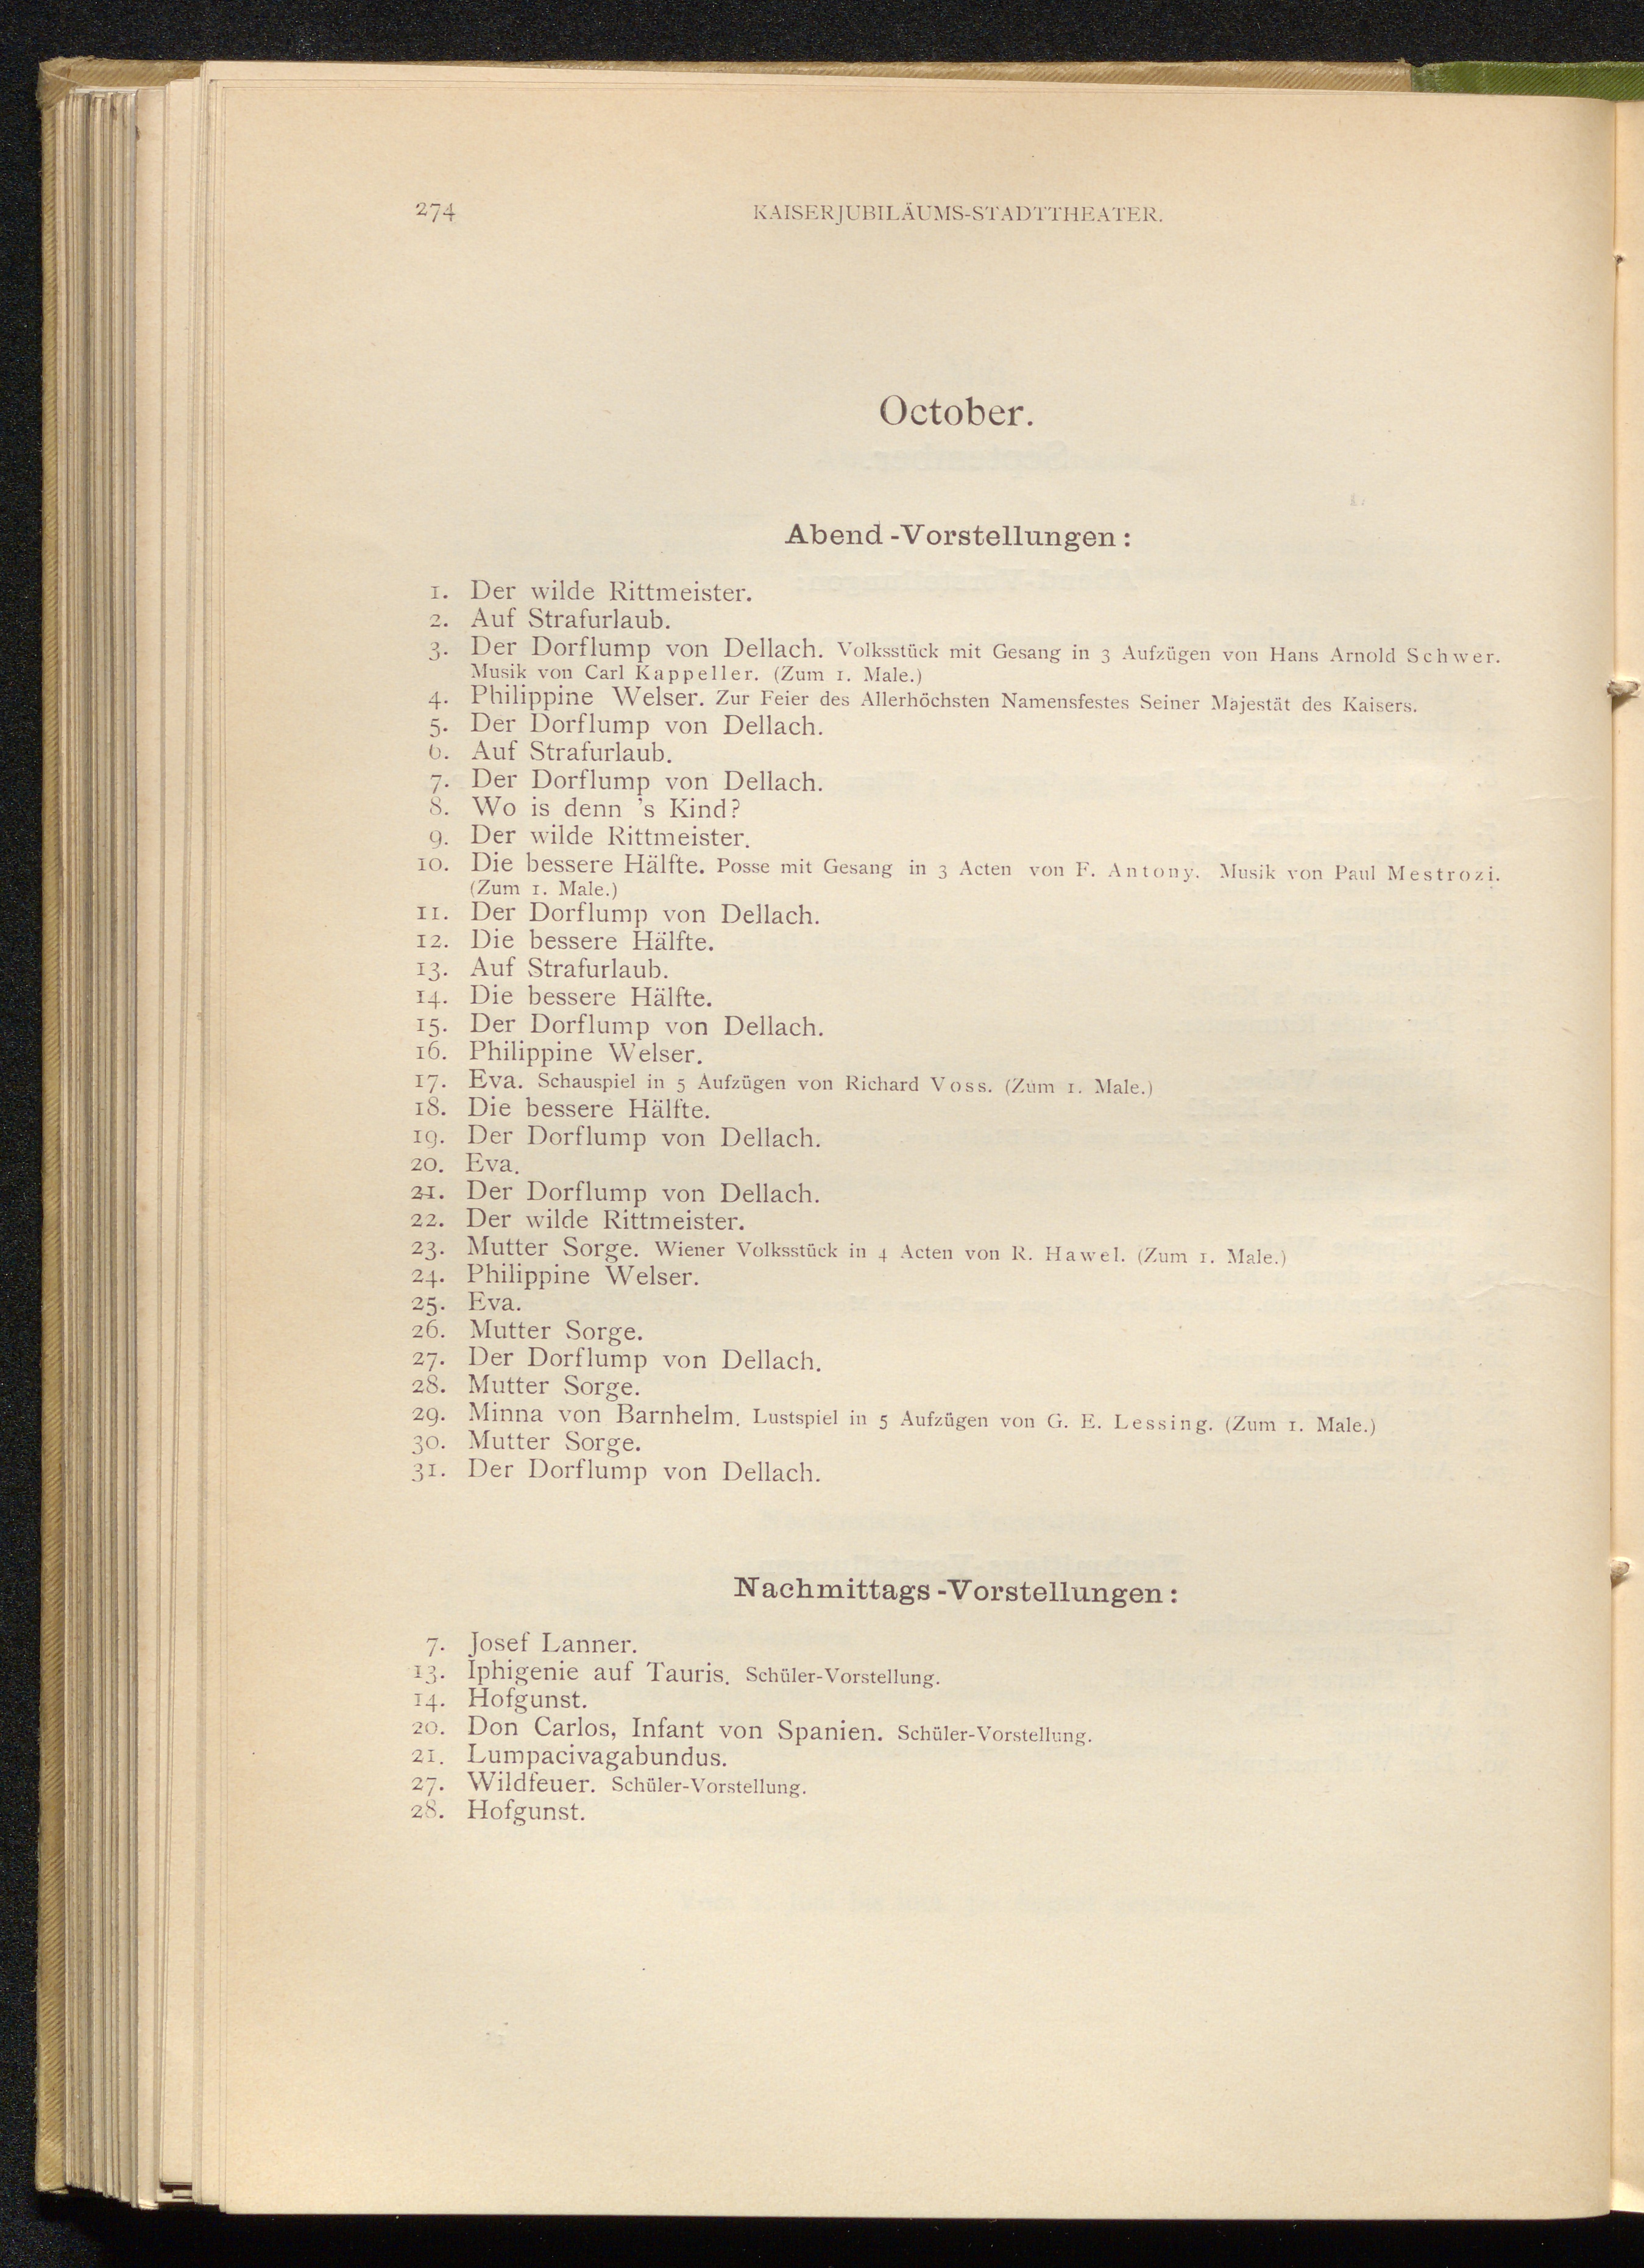 274
KAISERJUBILÄUMS-STADTTHEATER.
October.
Abend-Vorstellungen:
1. Der wilde Rittmeister.
2. Auf Strafurlaub.
3. Der Dorflump von Dellach. Volksstück mit Gesang in 3 Aufzügen von Hans Arnold Schwer.
Musik von Carl Kappeller. (Zum 1. Male.)
4. Philippine Welser. Zur Feier des Allerhöchsten Namensfestes Seiner Majestät des Kaisers.
5. Der Dorflump von Dellach.
6. Auf Strafurlaub.
7. Der Dorflump von Dellach.
8. Wo is denn 's Kind?
9. Der wilde Rittmeister.
10. Die bessere Hälfte. Posse mit Gesang in 3 Acten von F. Antony. Musik von Paul Mestrozi.
(Zum 1. Male.)
11. Der Dorflump von Dellach.
12. Die bessere Hälfte.
13. Auf Strafurlaub.
14. Die bessere Hälfte.
15. Der Dorflump von Dellach.
16. Philippine Welser.
17. Eva. Schauspiel in 5 Aufzügen von Richard Voss. (Zum 1. Male.)
18. Die bessere Hälfte.
19. Der Dorflump von Dellach.
20. Eva.
21. Der Dorflump von Dellach.
22. Der wilde Rittmeister.
23. Mutter Sorge. Wiener Volksstück in 4 Acten von R. Hawel. (Zum 1. Male.)
24. Philippine Welser.
25. Eva.
26. Mutter Sorge.
27. Der Dorflump von Dellach.
28. Mutter Sorge.
29. Minna von Barnhelm. Lustspiel in 5 Aufzügen von G. E. Lessing. (Zum 1. Male.)
30. Mutter Sorge.
31. Der Dorflump von Dellach.
Nachmittags-Vorstellungen:
7. Josef Lanner.
13. Iphigenie auf Tauris. Schüler-Vorstellung.
14. Hofgunst.
20. Don Carlos, Infant von Spanien. Schüler-Vorstellung.
21. Lumpacivagabundus.
27. Wildfeuer. Schüler-Vorstellung.
28. Hofgunst.